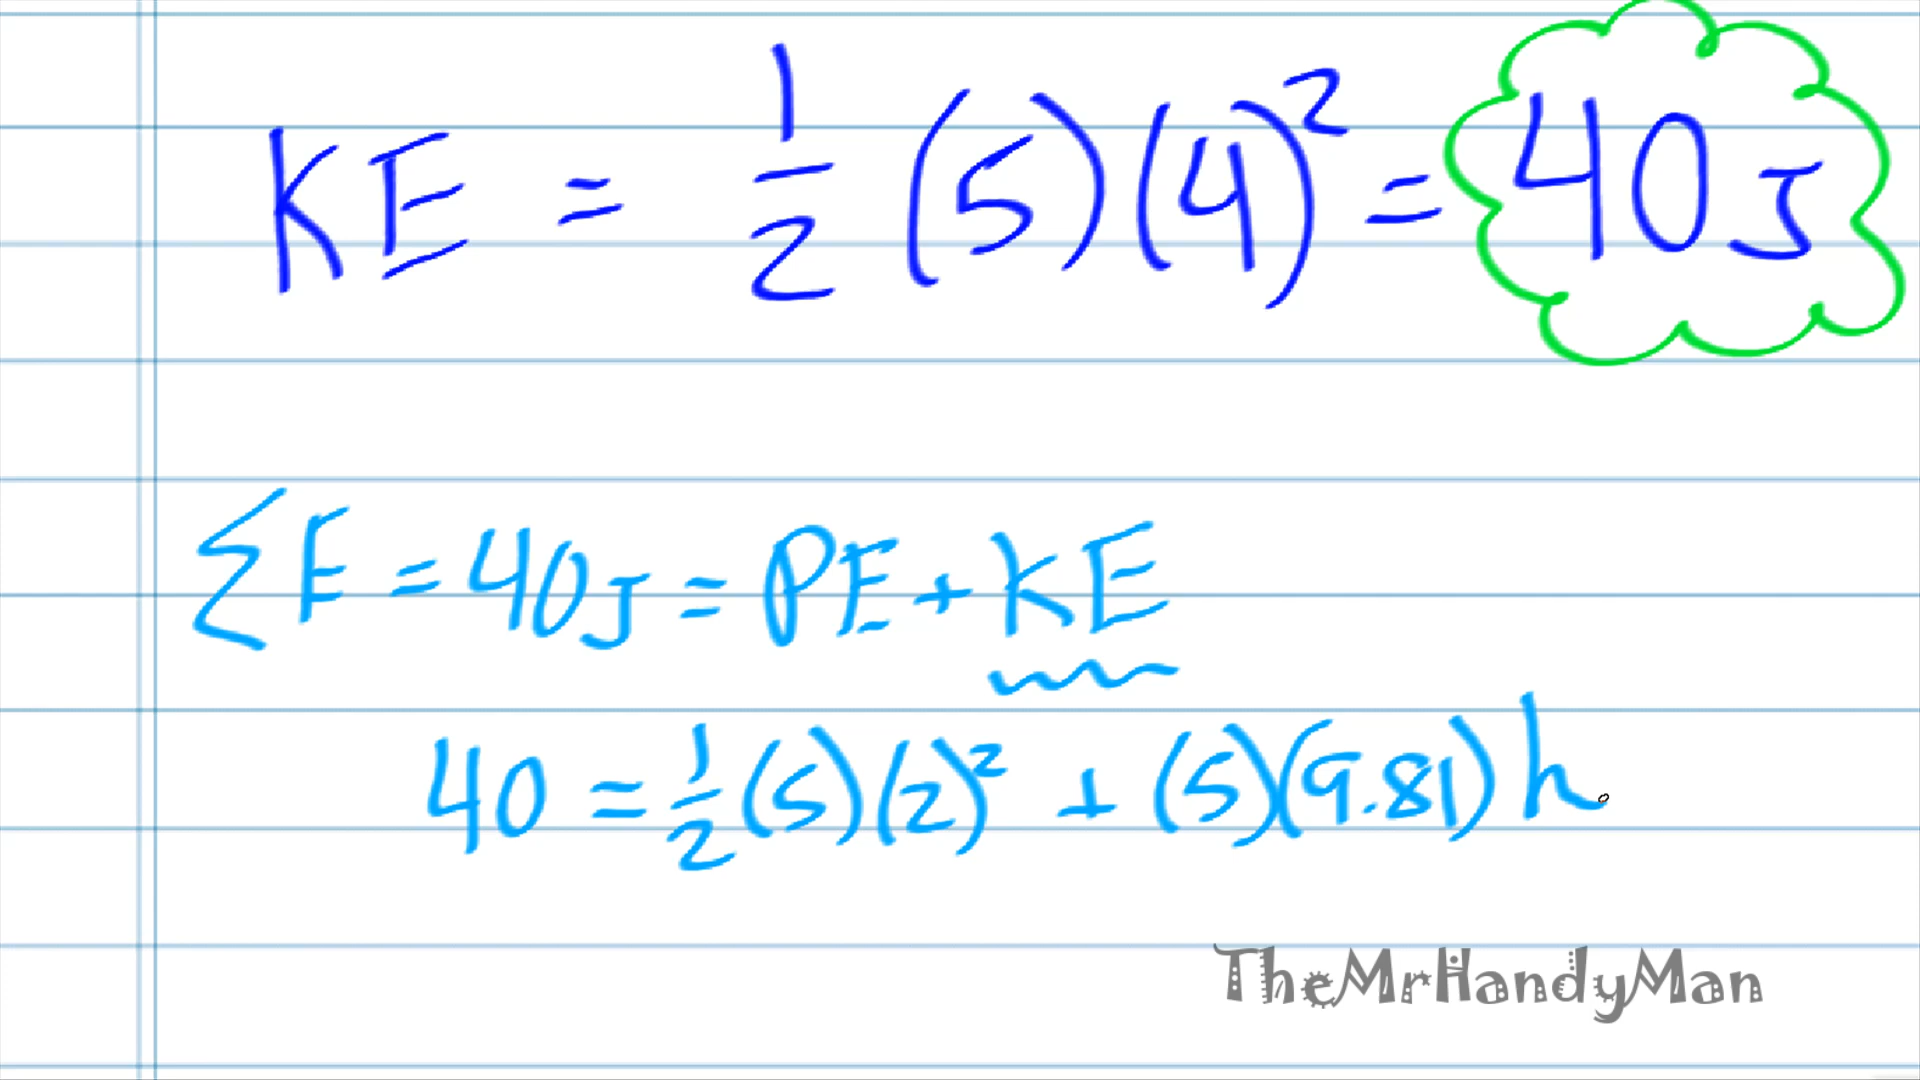 KE = 1/2 (5)(4)² = 40J
ΣE = 40J = PE + KE
40 = 1/2 (5)(2)² + (5)(9.81)h
TheMrHandyMan